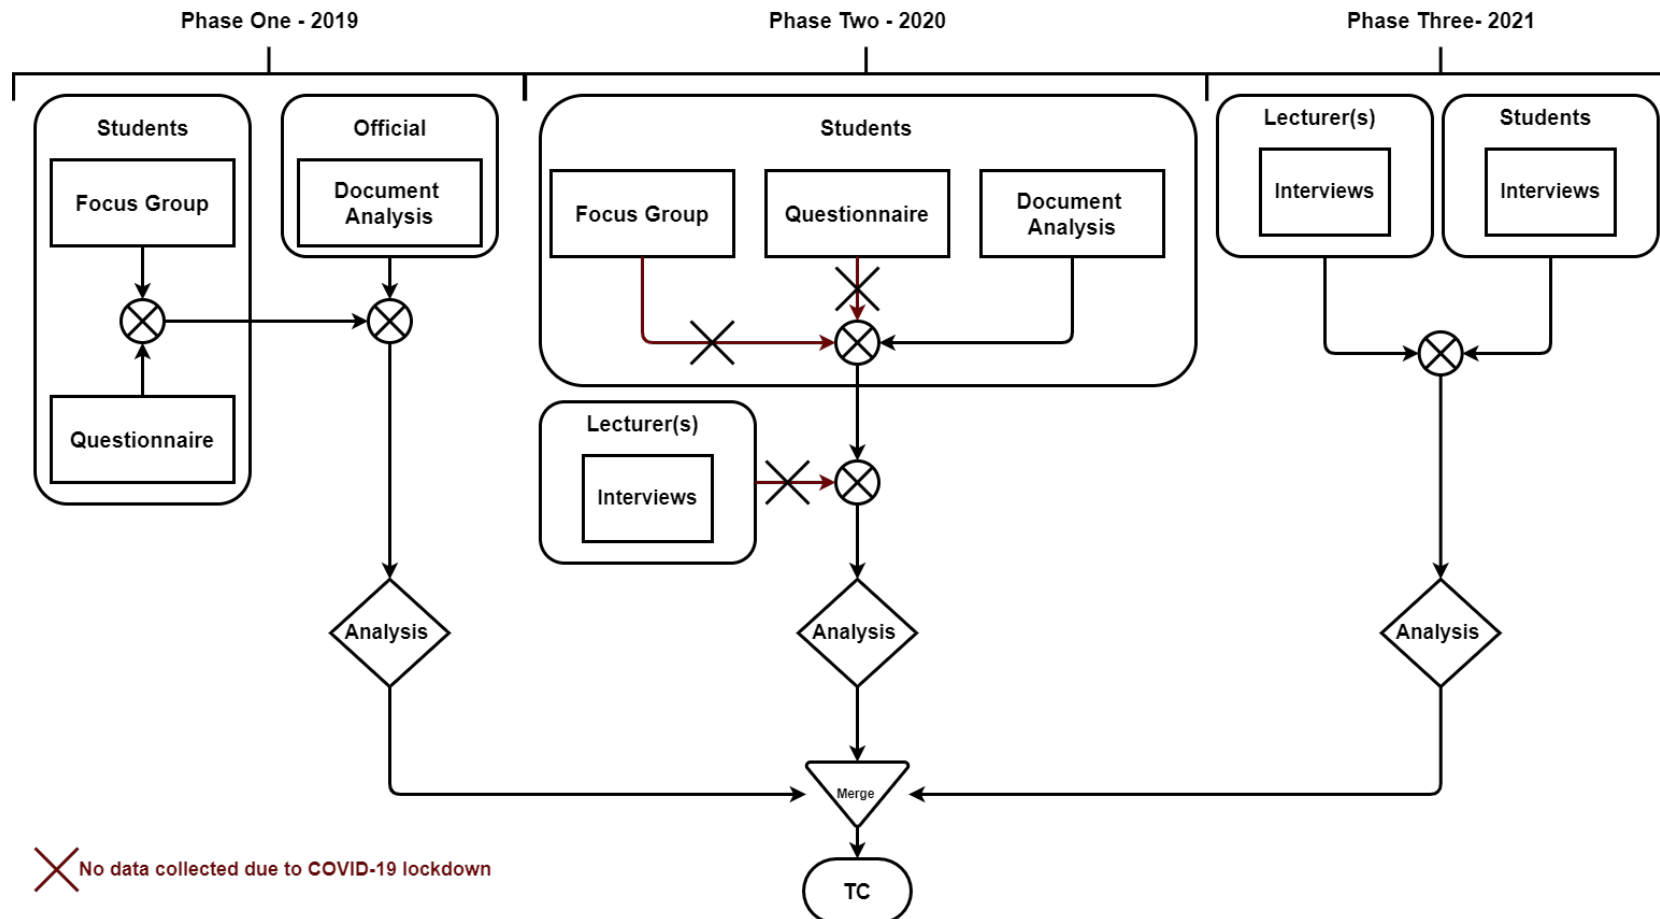 Phase One - 2019
Phase Two - 2020
Phase Three- 2021
Students
Focus Group
Questionnaire
Official
Document
Analysis
Students
Focus Group
Questionnaire
Document
Analysis
Lecturer(s)
Interviews
Lecturer(s)
Interviews
Students
Interviews
Analysis
Analysis
Analysis
Merge
TC
No data collected due to COVID-19 lockdown